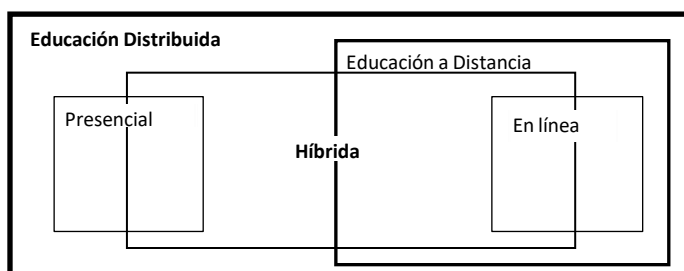 Educación Distribuida
Educación a Distancia
Presencial
En línea
Híbrida